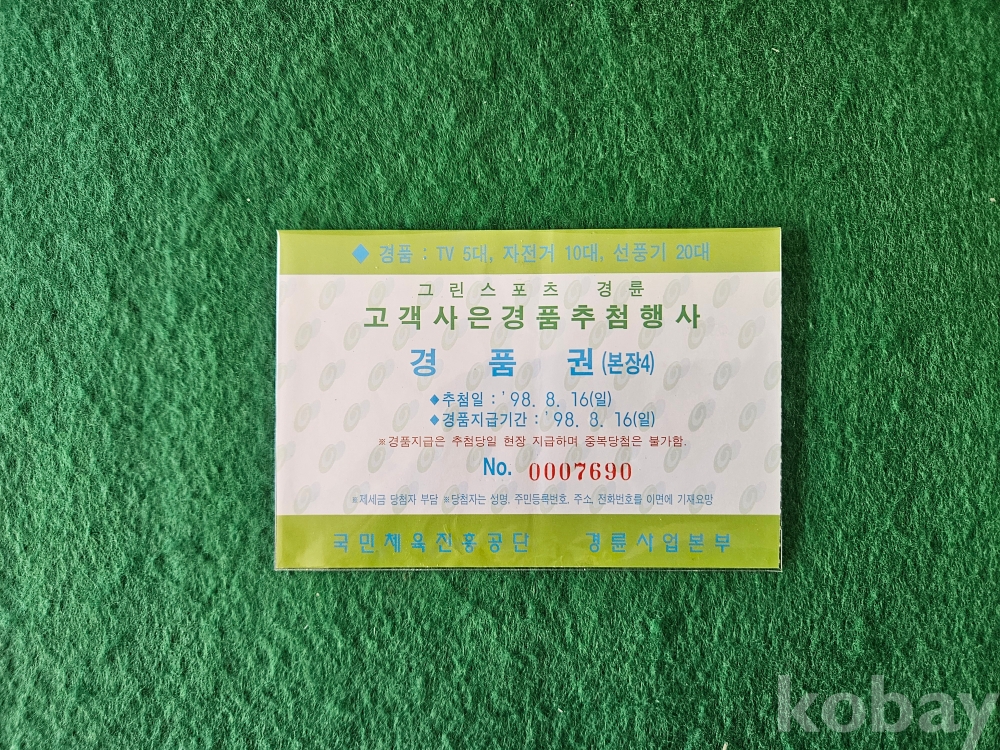 ◆ 경품 : TV 5대, 자전거 10대, 선풍기 20대
그린스포츠 경륜
고객사은경품추첨행사
경 품 권 (본장4)
◆추첨일 : '98. 8. 16(일)
◆경품지급기간 : '98. 8. 16(일)
※경품지급은 추첨당일 현장 지급하며 중복당첨은 불가함.
No. 0007690
※제세금 당첨자 부담 ※당첨자는 성명, 주민등록번호, 주소, 전화번호를 이면에 기재요망
국민체육진흥공단 경륜사업본부
kobay